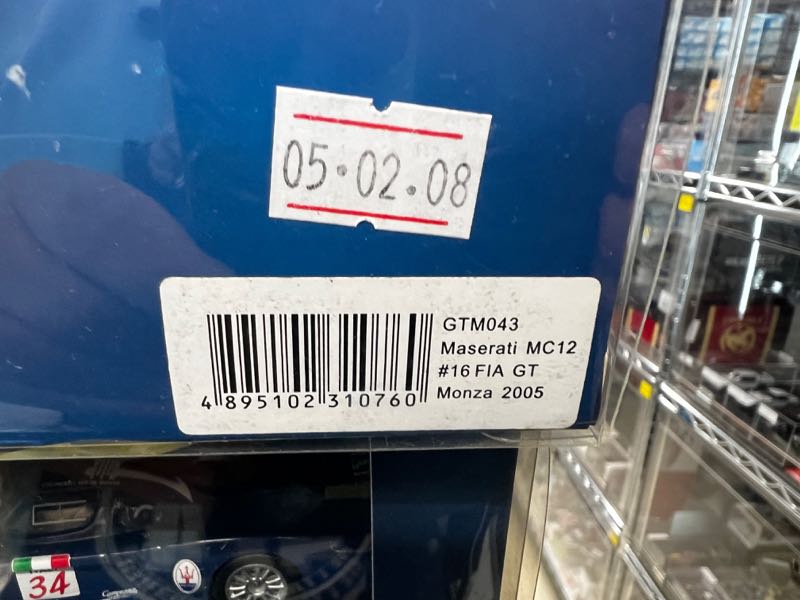 05.02.08
GTM043
Maserati MC12
#16 FIA GT
Monza 2005
4 895102 310760
34